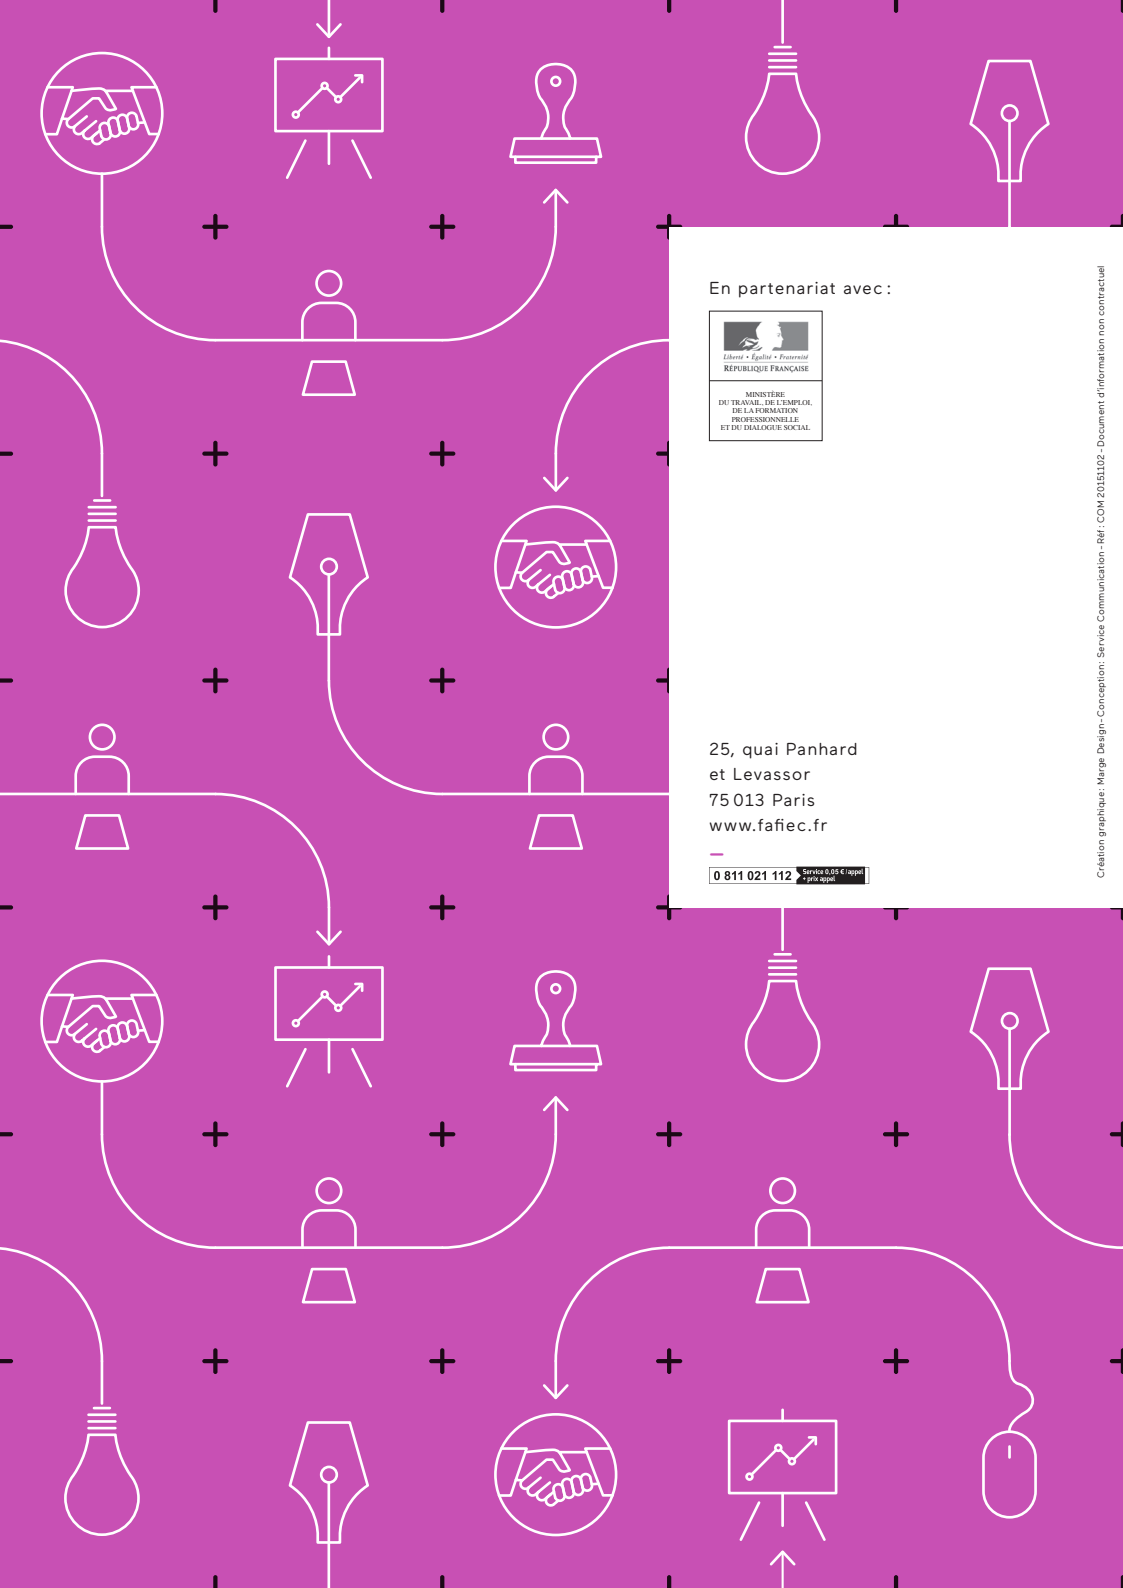 En partenariat avec :
Liberté • Égalité • Fraternité
RÉPUBLIQUE FRANÇAISE
MINISTÈRE
DU TRAVAIL, DE L'EMPLOI,
DE LA FORMATION
PROFESSIONNELLE
ET DU DIALOGUE SOCIAL
25, quai Panhard
et Levassor
75 013 Paris
www.fafiec.fr
0 811 021 112
Service 0,05 € / appel
+ prix appel
Création graphique : Marge Design - Conception : Service Communication - Réf : COM 20151102 - Document d'information non contractuel